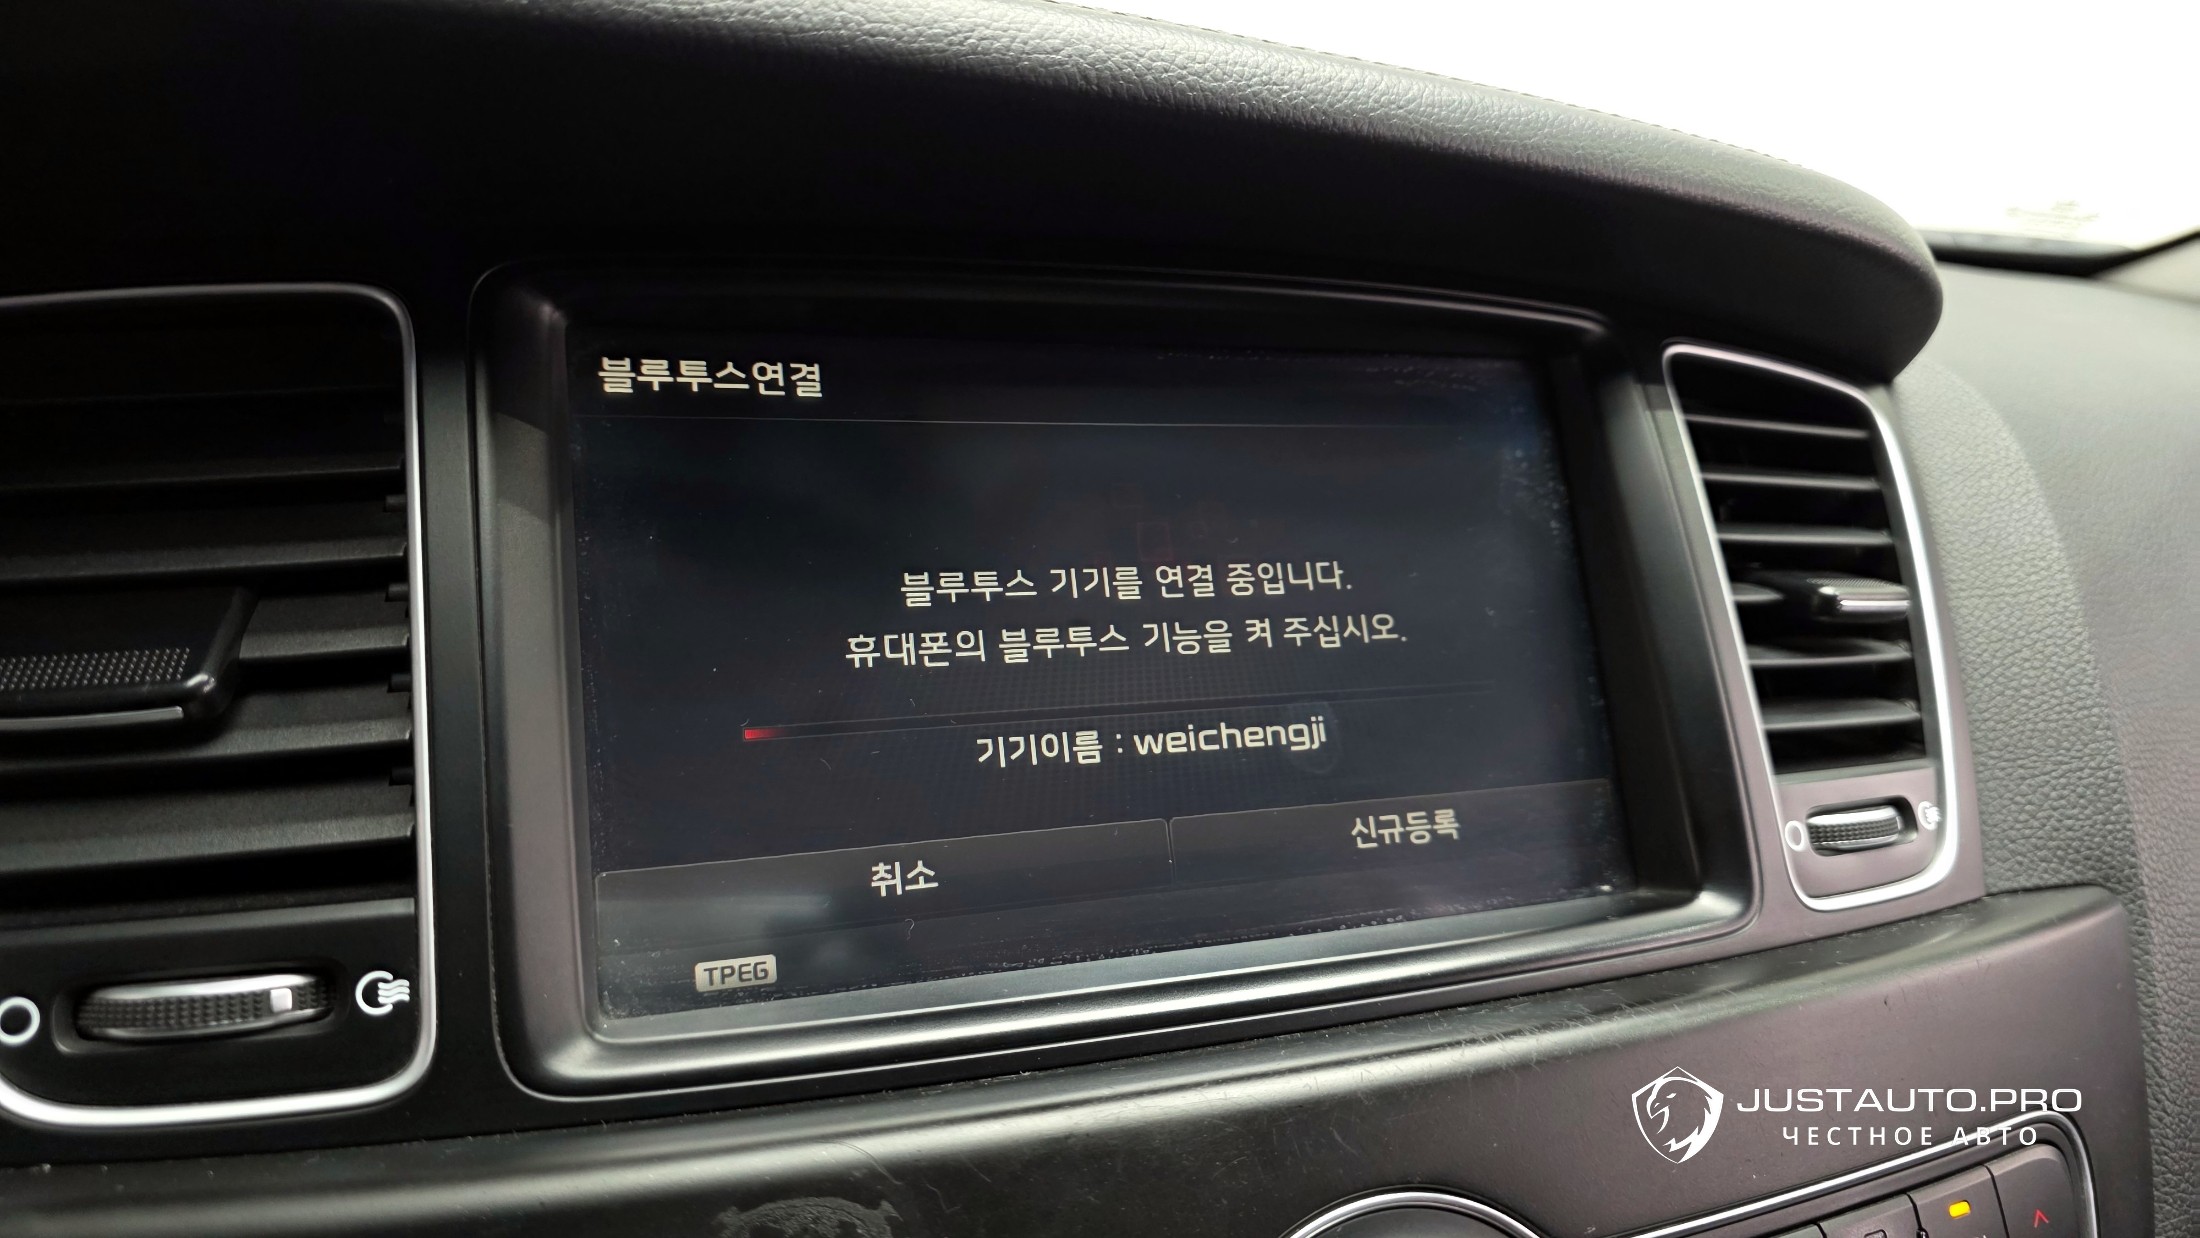 블루투스연결
블루투스 기기를 연결 중입니다.
휴대폰의 블루투스 기능을 켜 주십시오.
기기이름 : weichengji
취소
신규등록
TPEG
JUSTAUTO.PRO
ЧЕСТНОЕ АВТО